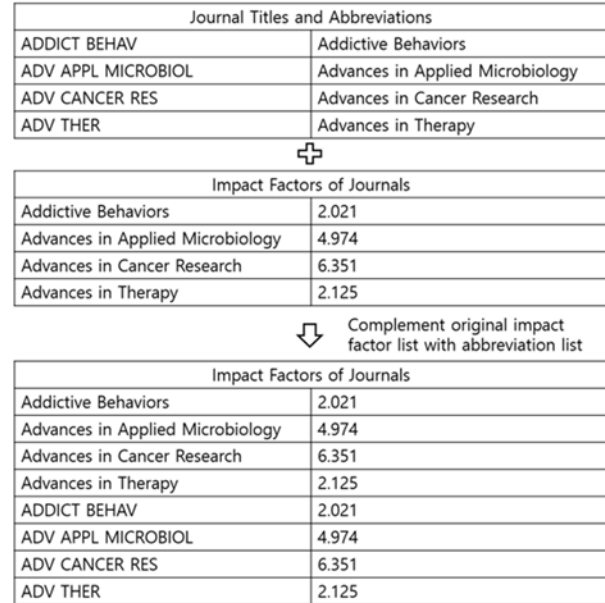 Journal Titles and Abbreviations
ADDICT BEHAV Addictive Behaviors
ADV APPL MICROBIOL Advances in Applied Microbiology
ADV CANCER RES Advances in Cancer Research
ADV THER Advances in Therapy
Impact Factors of Journals
Addictive Behaviors 2.021
Advances in Applied Microbiology 4.974
Advances in Cancer Research 6.351
Advances in Therapy 2.125
Complement original impact
factor list with abbreviation list
Impact Factors of Journals
Addictive Behaviors 2.021
Advances in Applied Microbiology 4.974
Advances in Cancer Research 6.351
Advances in Therapy 2.125
ADDICT BEHAV 2.021
ADV APPL MICROBIOL 4.974
ADV CANCER RES 6.351
ADV THER 2.125